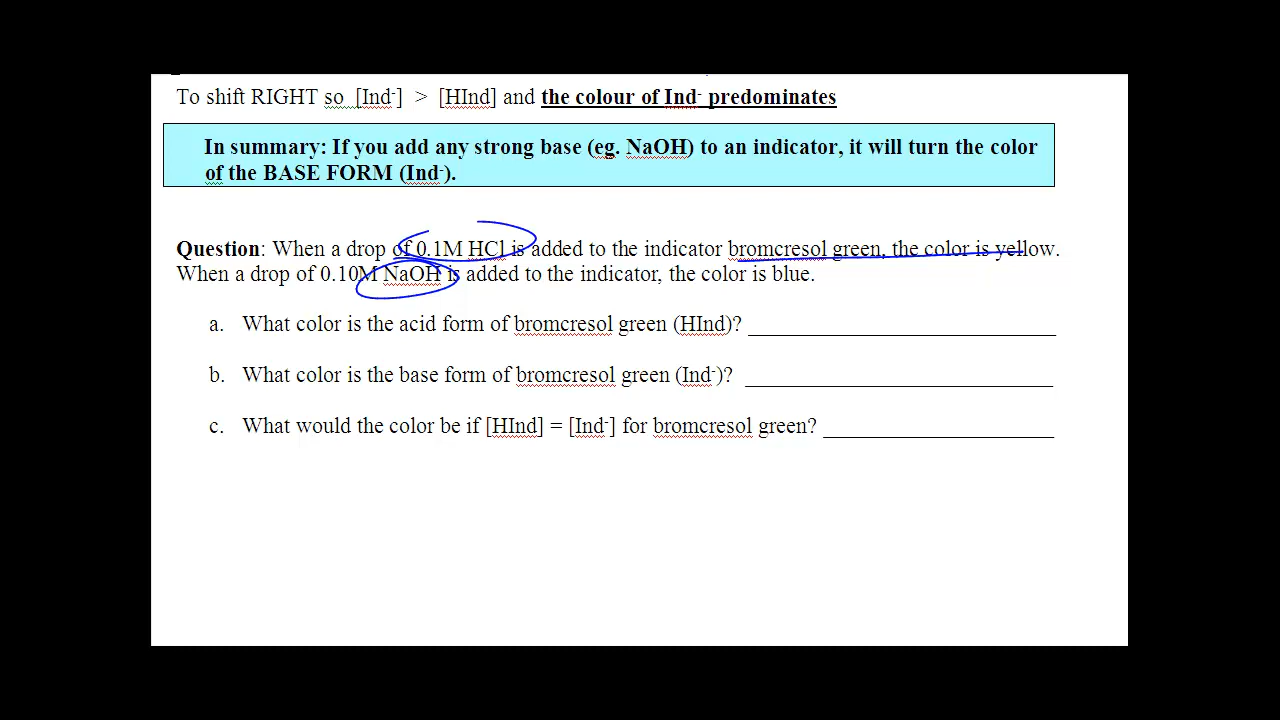 To shift RIGHT so [Ind-] > [HInd] and the colour of Ind- predominates
In summary: If you add any strong base (eg. NaOH) to an indicator, it will turn the color
of the BASE FORM (Ind-).
Question: When a drop of 0.1M HCl is added to the indicator bromcresol green, the color is yellow.
When a drop of 0.10M NaOH is added to the indicator, the color is blue.
a. What color is the acid form of bromcresol green (HInd)?
b. What color is the base form of bromcresol green (Ind-)?
c. What would the color be if [HInd] = [Ind-] for bromcresol green?